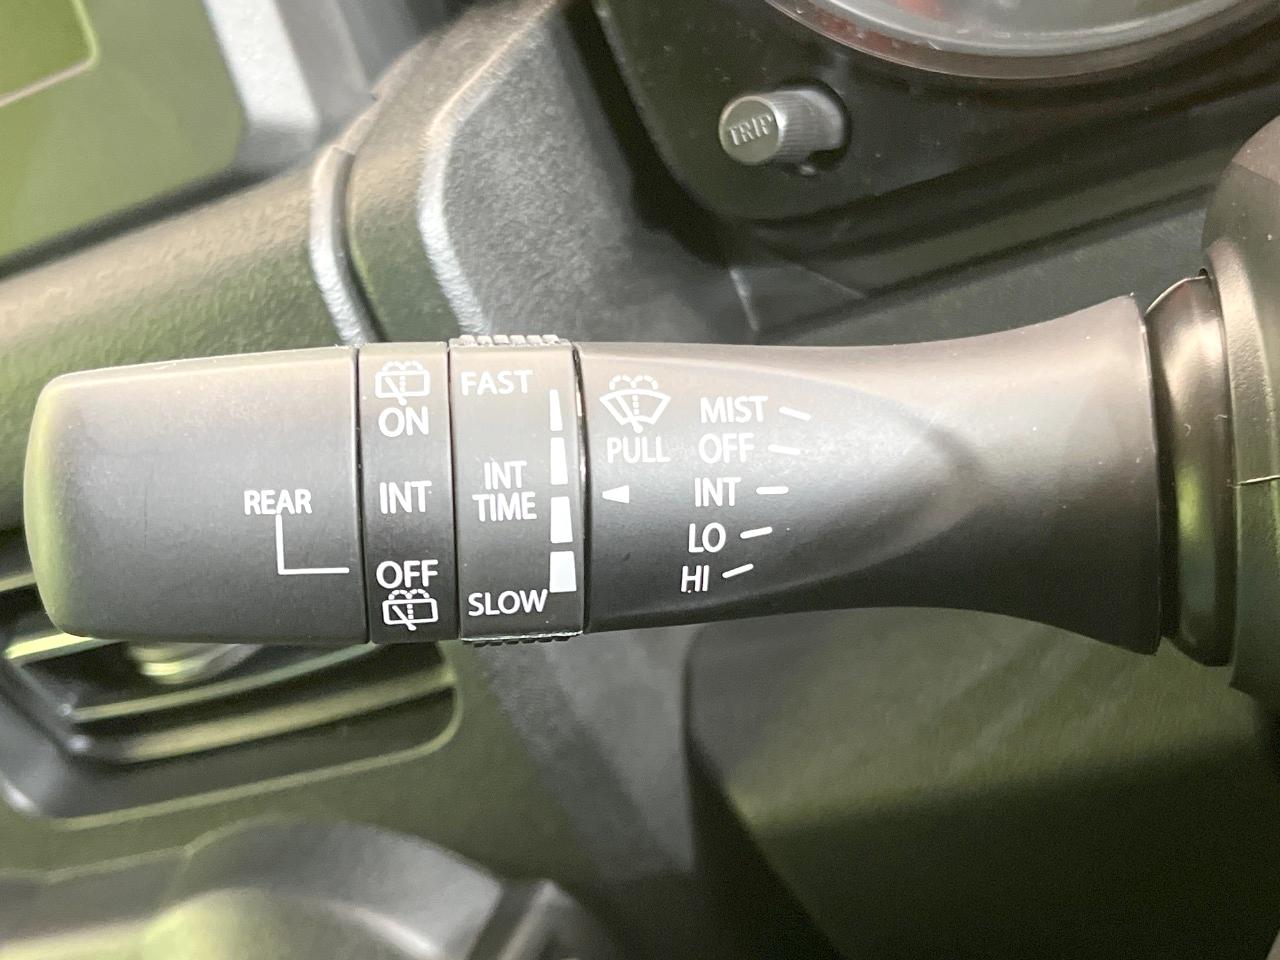 TRIP
REAR
ON
INT
OFF
FAST
INT
TIME
SLOW
PULL
MIST
OFF
INT
LO
HI